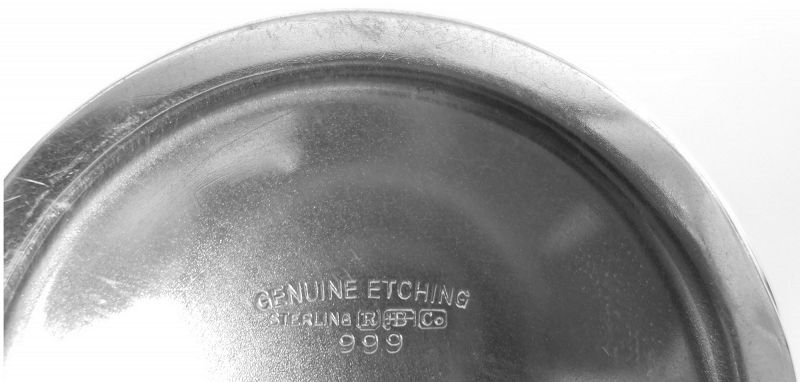 GENUINE ETCHING
STERLING R B Co
999